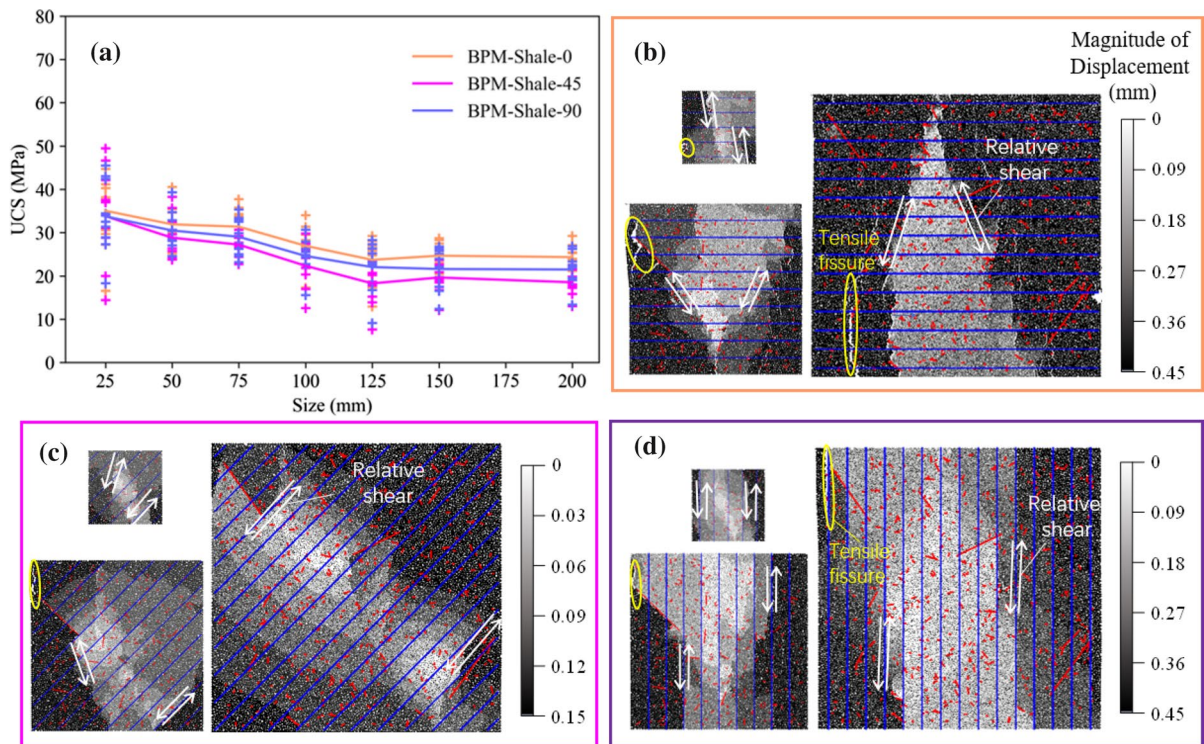 (a)
80
70
60
50
40
30
20
10
0
UCS (MPa)
25
50
75
100
125
150
175
200
Size (mm)
BPM-Shale-0
BPM-Shale-45
BPM-Shale-90
(b)
Magnitude of
Displacement
(mm)
Relative
shear
Tensile
fissure
0
0.09
0.18
0.27
0.36
0.45
(c)
Relative
shear
0
0.03
0.06
0.09
0.12
0.15
(d)
Tensile
fissure
Relative
shear
0
0.09
0.18
0.27
0.36
0.45